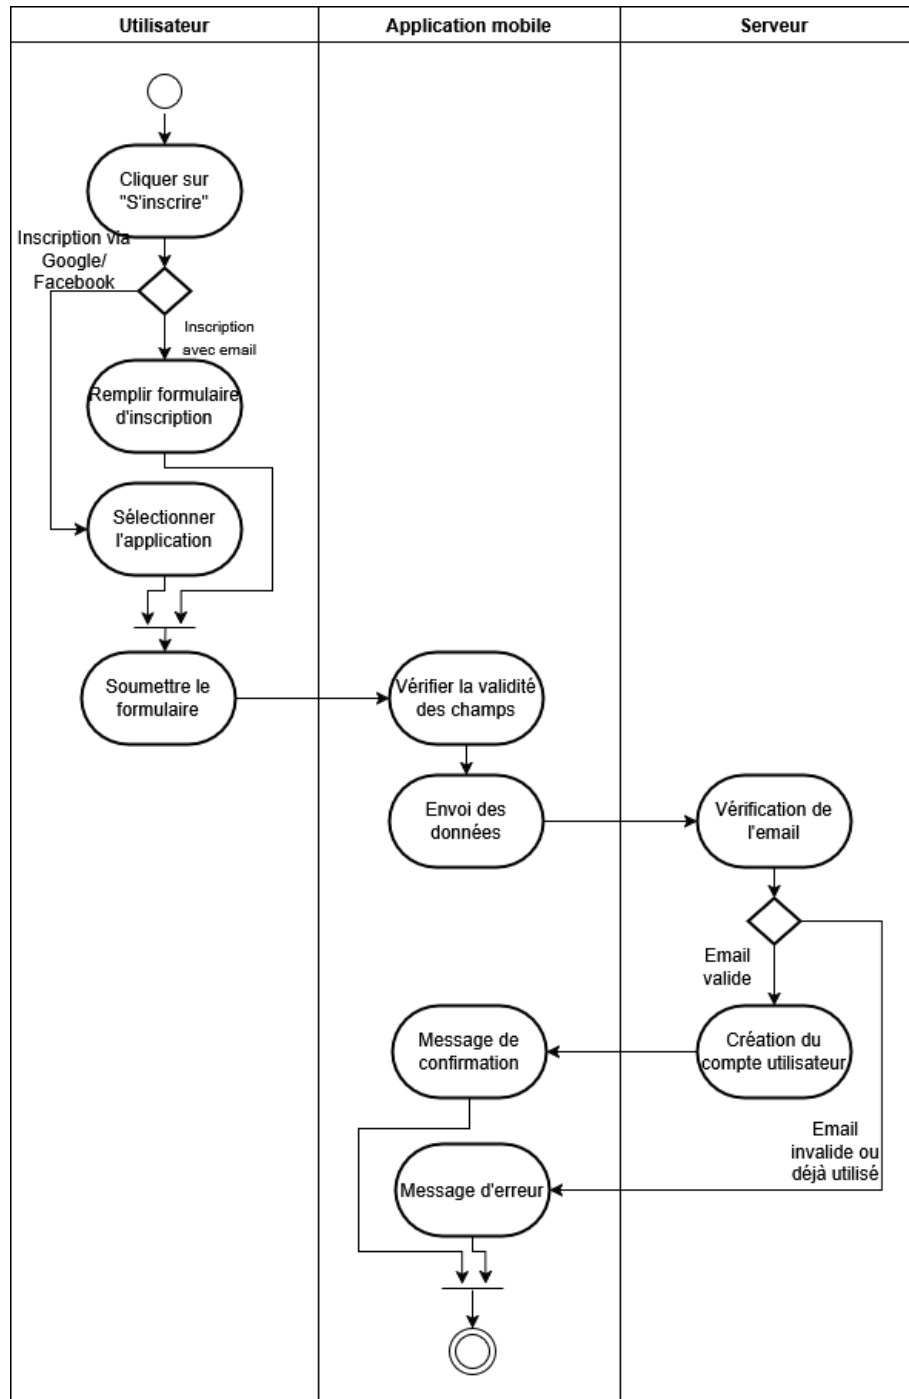 Utilisateur
Application mobile
Serveur
Cliquer sur
"S'inscrire"
Inscription via
Google/
Facebook
Inscription
avec email
Remplir formulaire
d'inscription
Sélectionner
l'application
Soumettre le
formulaire
Vérifier la validité
des champs
Envoi des
données
Vérification de
l'email
Email
valide
Création du
compte utilisateur
Message de
confirmation
Email
invalide ou
déjà utilisé
Message d'erreur